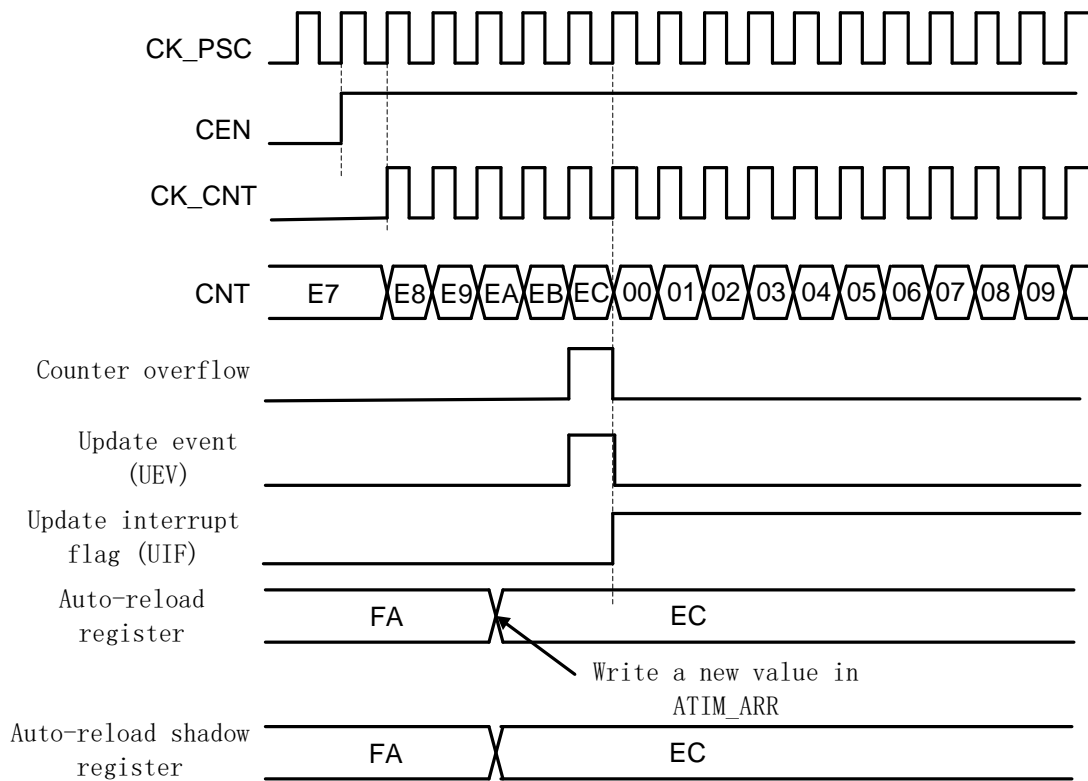 CK_PSC
CEN
CK_CNT
CNT E7 E8 E9 EA EB EC 00 01 02 03 04 05 06 07 08 09
Counter overflow
Update event
(UEV)
Update interrupt
flag (UIF)
Auto-reload
register
FA EC
Write a new value in
ATIM_ARR
Auto-reload shadow
register
FA EC